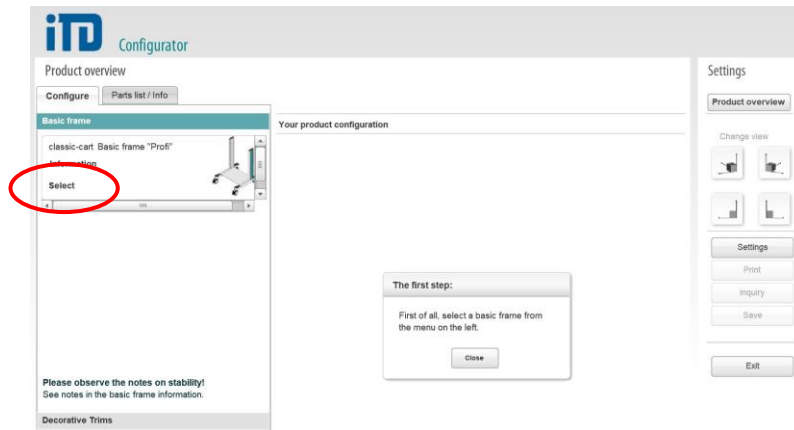 iTD Configurator
Product overview
Configure
Parts list / Info
Basic frame
classic-cart Basic frame "Profi"
Information
Select
Please observe the notes on stability!
See notes in the basic frame information.
Decorative Trims
Your product configuration
The first step:
First of all, select a basic frame from
the menu on the left.
Close
Settings
Product overview
Change view
Settings
Print
Inquiry
Save
Exit